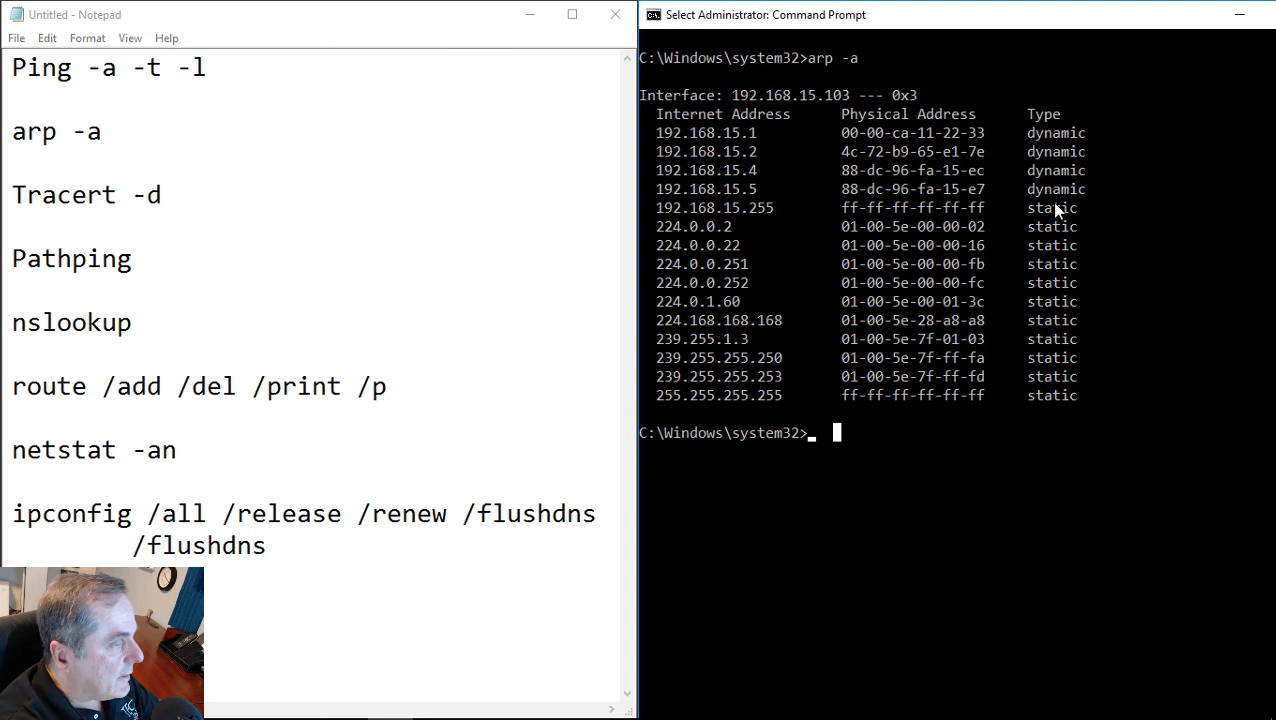 Untitled - Notepad
File Edit Format View Help
Ping -a -t -l
arp -a
Tracert -d
Pathping
nslookup
route /add /del /print /p
netstat -an
ipconfig /all /release /renew /flushdns
/flushdns
Select Administrator: Command Prompt
C:\Windows\system32>arp -a
Interface: 192.168.15.103 --- 0x3
Internet Address Physical Address Type
192.168.15.1 00-00-ca-11-22-33 dynamic
192.168.15.2 4c-72-b9-65-e1-7e dynamic
192.168.15.4 88-dc-96-fa-15-ec dynamic
192.168.15.5 88-dc-96-fa-15-e7 dynamic
192.168.15.255 ff-ff-ff-ff-ff-ff static
224.0.0.2 01-00-5e-00-00-02 static
224.0.0.22 01-00-5e-00-00-16 static
224.0.0.251 01-00-5e-00-00-fb static
224.0.0.252 01-00-5e-00-00-fc static
224.0.1.60 01-00-5e-00-01-3c static
224.168.168.168 01-00-5e-28-a8-a8 static
239.255.1.3 01-00-5e-7f-01-03 static
239.255.255.250 01-00-5e-7f-ff-fa static
239.255.255.253 01-00-5e-7f-ff-fd static
255.255.255.255 ff-ff-ff-ff-ff-ff static
C:\Windows\system32>